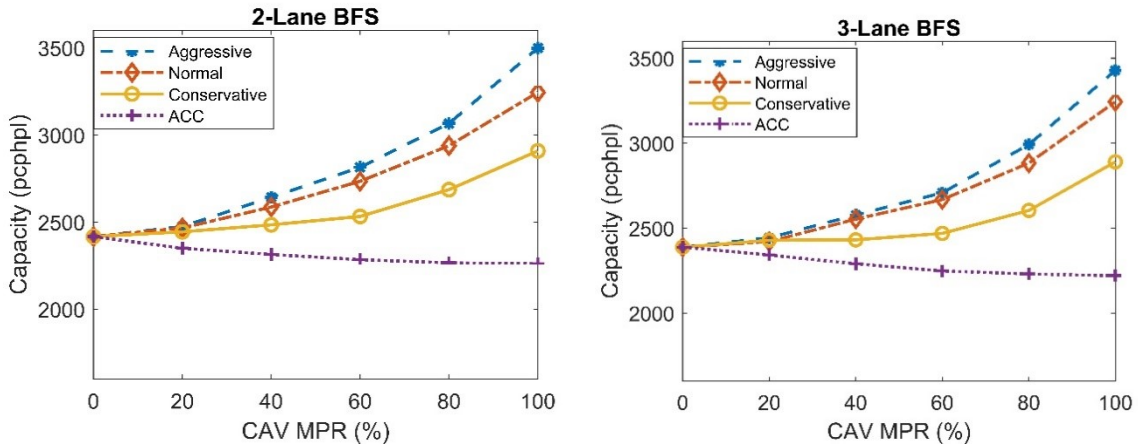 2-Lane BFS
Aggressive
Normal
Conservative
ACC
3500
3000
2500
2000
Capacity (pcphpl)
0 20 40 60 80 100
CAV MPR (%)
3-Lane BFS
Aggressive
Normal
Conservative
ACC
3500
3000
2500
2000
Capacity (pcphpl)
0 20 40 60 80 100
CAV MPR (%)